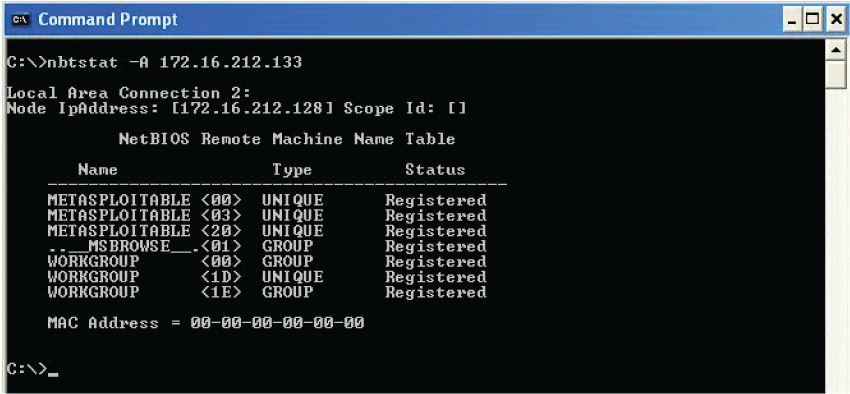 Command Prompt
C:\>nbtstat -A 172.16.212.133
Local Area Connection 2:
Node IpAddress: [172.16.212.128] Scope Id: []
NetBIOS Remote Machine Name Table
Name Type Status
---------------------------------------------
METASPLOITABLE <00> UNIQUE Registered
METASPLOITABLE <03> UNIQUE Registered
METASPLOITABLE <20> UNIQUE Registered
..__MSBROWSE__.<01> GROUP Registered
WORKGROUP <00> GROUP Registered
WORKGROUP <1D> UNIQUE Registered
WORKGROUP <1E> GROUP Registered
MAC Address = 00-00-00-00-00-00
C:\>_